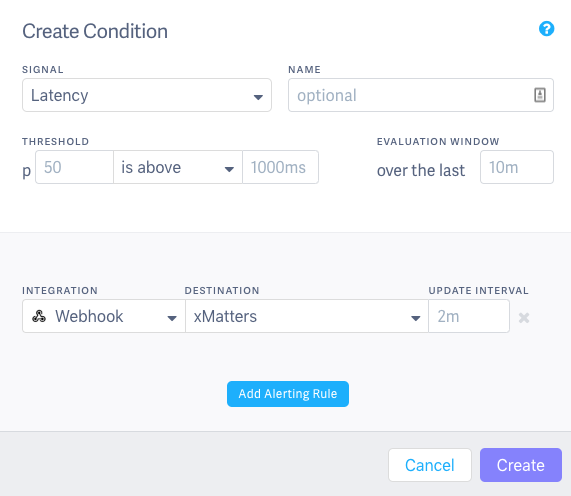 Create Condition
?
SIGNAL
NAME
Latency
optional
THRESHOLD
EVALUATION WINDOW
p 50 is above 1000ms
over the last 10m
INTEGRATION
DESTINATION
UPDATE INTERVAL
Webhook
xMatters
2m
Add Alerting Rule
Cancel
Create